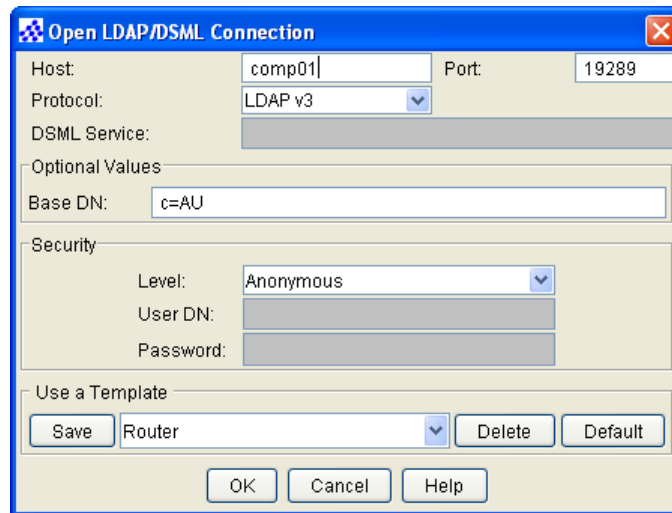 Open LDAP/DSML Connection
Host: comp01 Port: 19289
Protocol: LDAP v3
DSML Service:
Optional Values
Base DN: c=AU
Security
Level: Anonymous
User DN:
Password:
Use a Template
Save Router Delete Default
OK Cancel Help